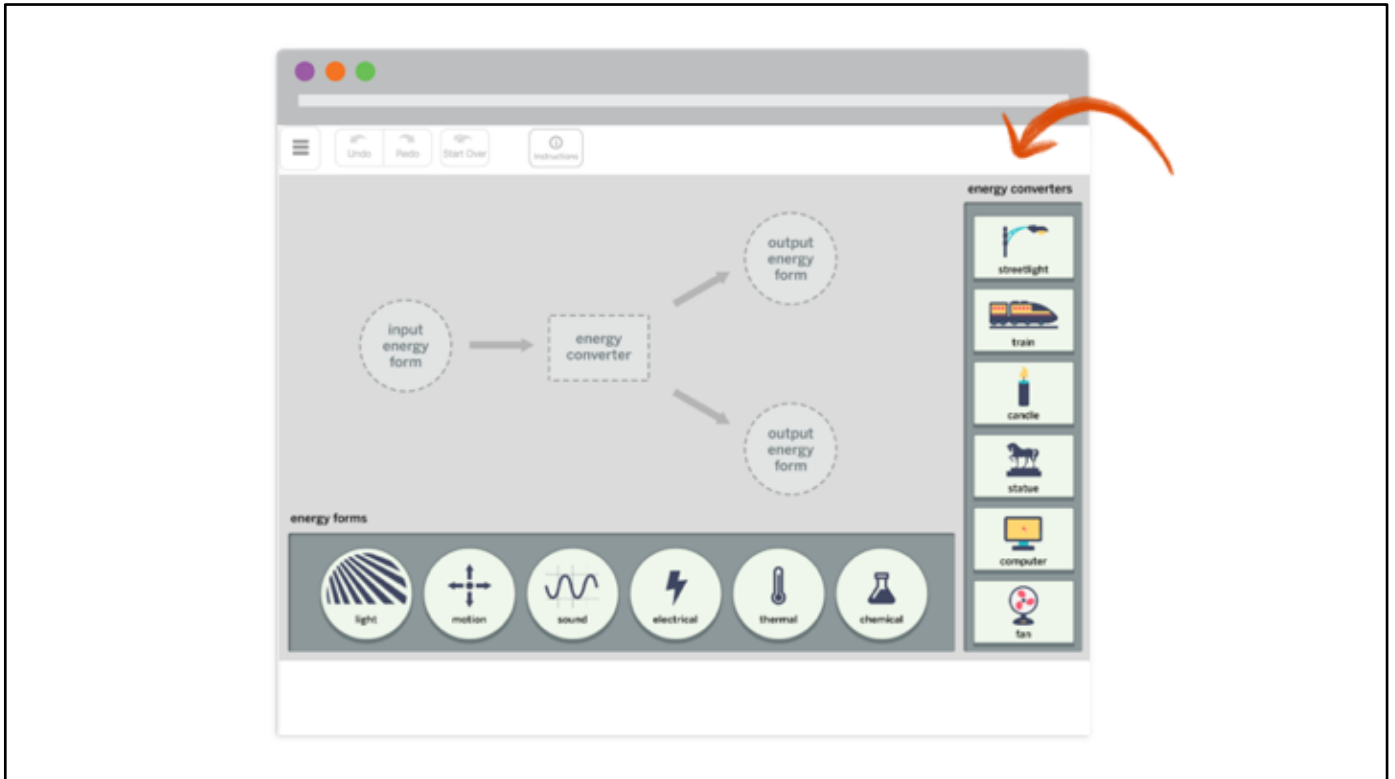 Undo
Redo
Start Over
Instructions
energy converters
streetlight
train
candle
statue
computer
fan
input
energy
form
energy
converter
output
energy
form
output
energy
form
energy forms
light
motion
sound
electrical
thermal
chemical